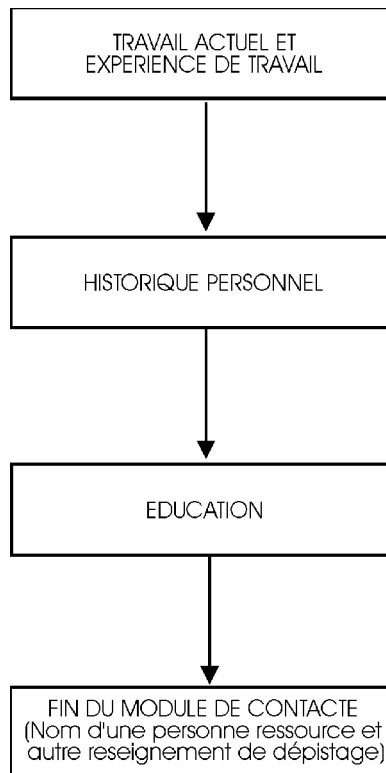 TRAVAIL ACTUEL ET
EXPERIENCE DE TRAVAIL
HISTORIQUE PERSONNEL
EDUCATION
FIN DU MODULE DE CONTACTE
(Nom d'une personne ressource et
autre reseignement de dépistage)